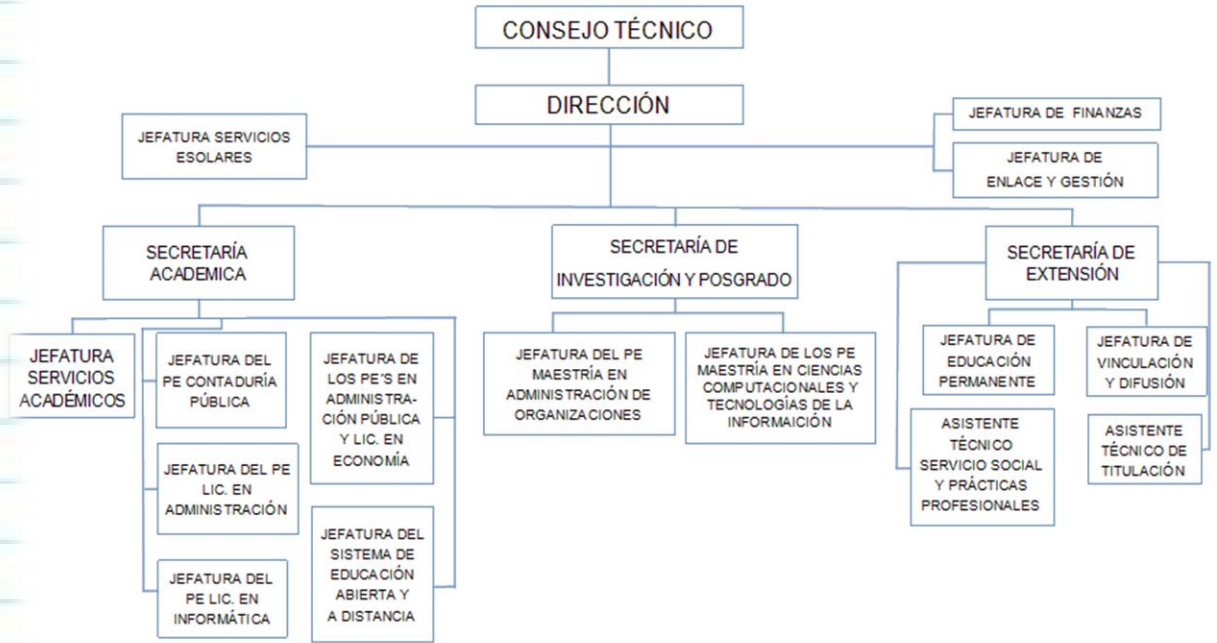 CONSEJO TÉCNICO
DIRECCIÓN
JEFATURA SERVICIOS
ESOLARES
JEFATURA DE FINANZAS
JEFATURA DE
ENLACE Y GESTIÓN
SECRETARÍA
ACADEMICA
SECRETARÍA DE
INVESTIGACIÓN Y POSGRADO
SECRETARÍA DE
EXTENSIÓN
JEFATURA
SERVICIOS
ACADÉMICOS
JEFATURA DEL
PE CONTADURÍA
PÚBLICA
JEFATURA DE
LOS PE'S EN
ADMINISTRA-
CIÓN PÚBLICA
Y LIC. EN
ECONOMÍA
JEFATURA DEL PE
MAESTRÍA EN
ADMINISTRACIÓN DE
ORGANIZACIONES
JEFATURA DE LOS PE
MAESTRÍA EN CIENCIAS
COMPUTACIONALES Y
TECNOLOGÍAS DE LA
INFORMAICIÓN
JEFATURA DE
EDUCACIÓN
PERMANENTE
JEFATURA DE
VINCULACIÓN
Y DIFUSIÓN
JEFATURA DEL PE
LIC. EN
ADMINISTRACIÓN
ASISTENTE
TÉCNICO
SERVICIO SOCIAL
Y PRÁCTICAS
PROFESIONALES
ASISTENTE
TÉCNICO DE
TITULACIÓN
JEFATURA DEL
PE LIC. EN
INFORMÁTICA
JEFATURA DEL
SISTEMA DE
EDUCACIÓN
ABIERTA Y
A DISTANCIA